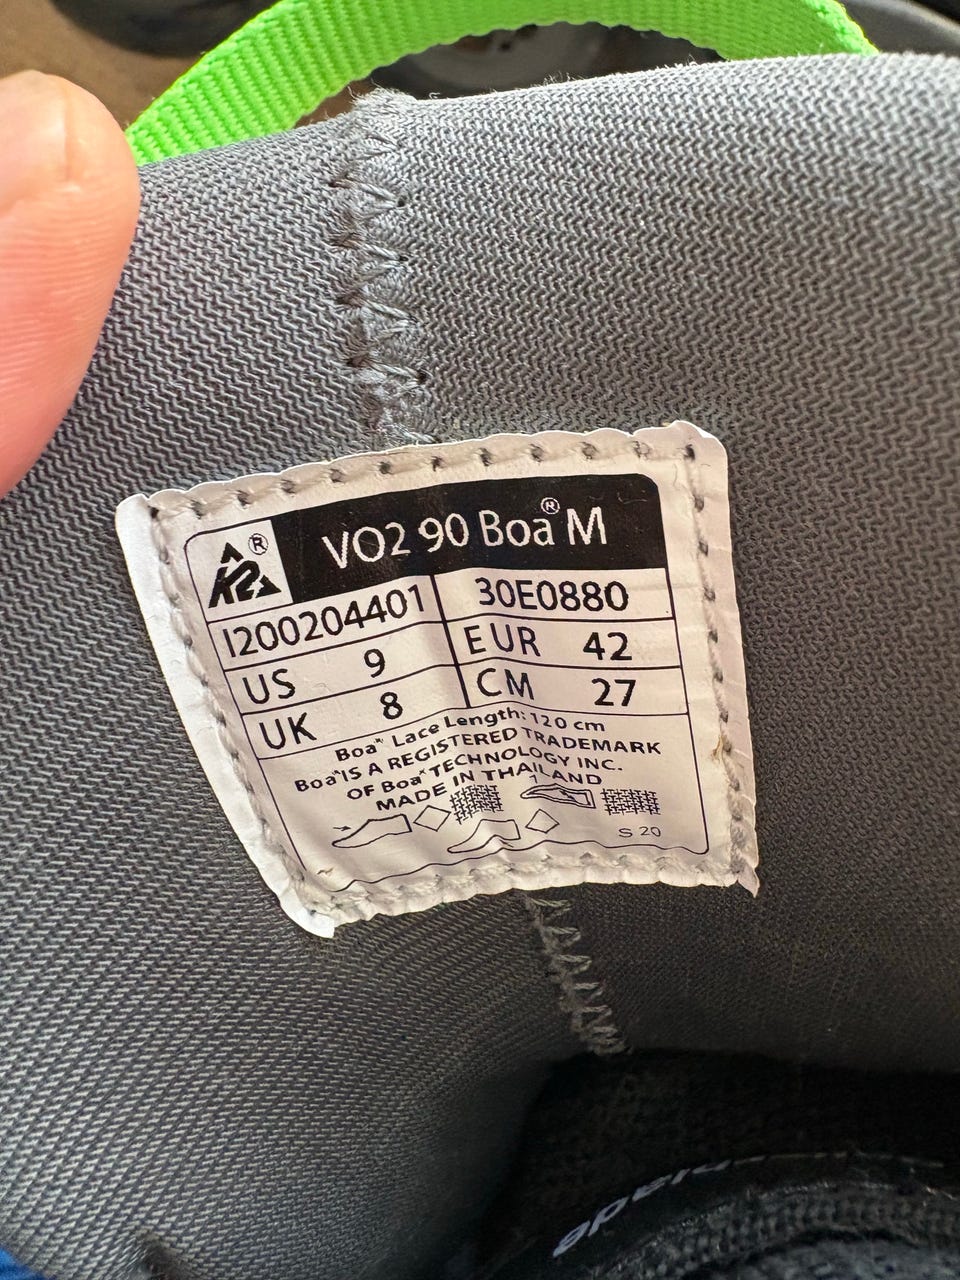 K2®
VO2 90 Boa® M
I200204401 30E0880
US 9 EUR 42
UK 8 CM 27
Boa® Lace Length: 120 cm
Boa® IS A REGISTERED TRADEMARK
OF Boa® TECHNOLOGY INC.
MADE IN THAILAND
S 20